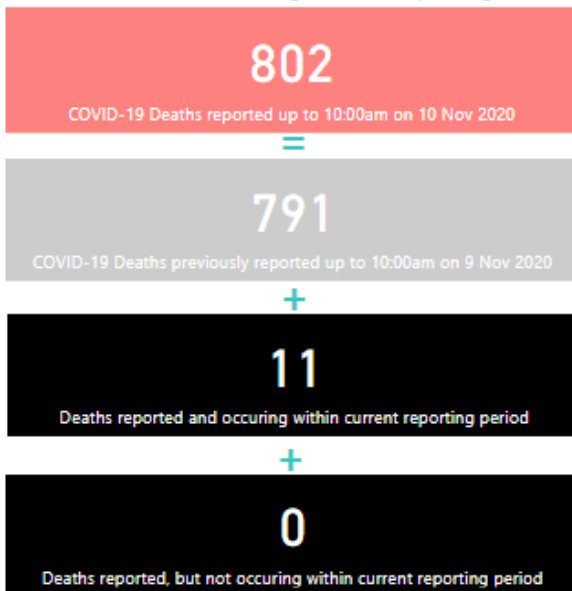 802
COVID-19 Deaths reported up to 10:00am on 10 Nov 2020
=
791
COVID-19 Deaths previously reported up to 10:00am on 9 Nov 2020
+
11
Deaths reported and occuring within current reporting period
+
0
Deaths reported, but not occuring within current reporting period